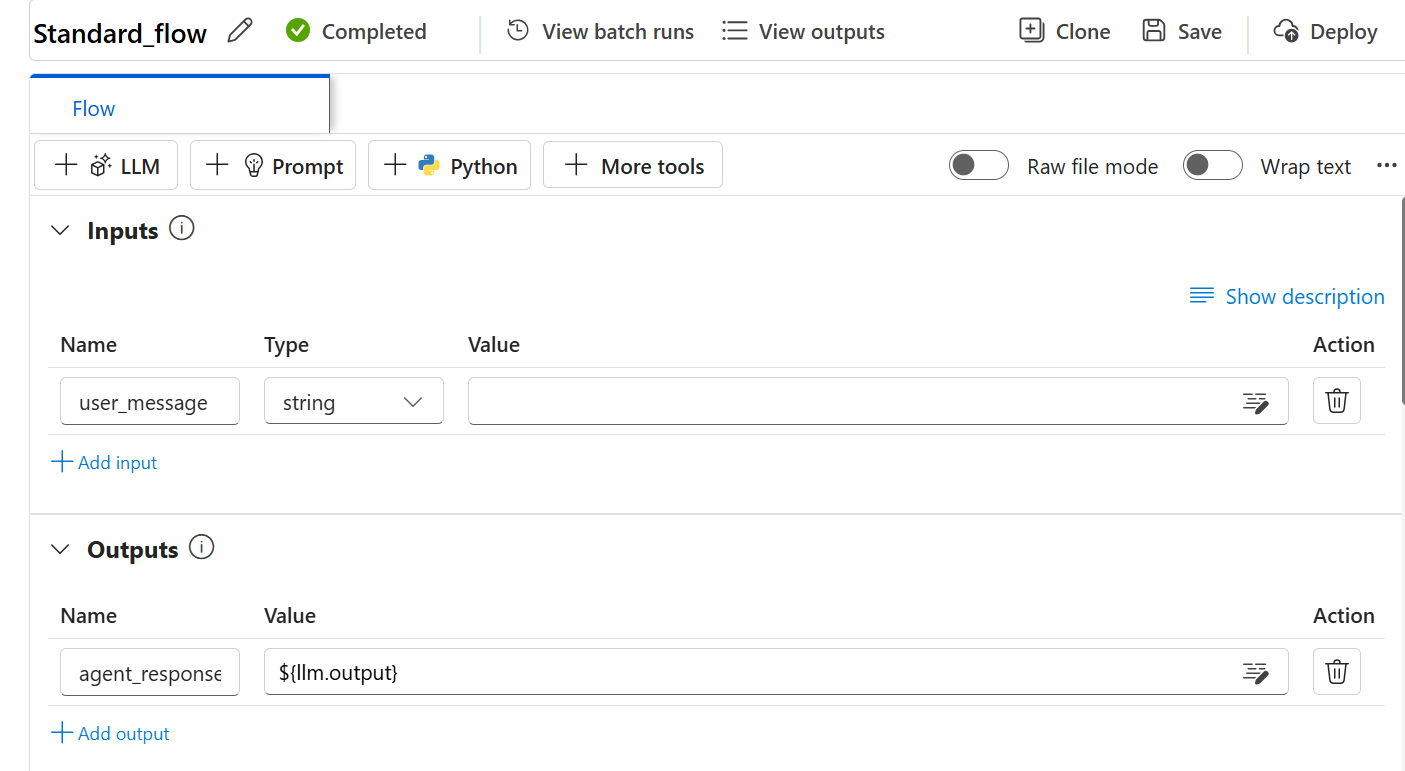 Standard_flow Completed View batch runs View outputs Clone Save Deploy
Flow
LLM Prompt Python More tools Raw file mode Wrap text
Inputs
Show description
Name Type Value Action
user_message string
Add input
Outputs
Name Value Action
agent_response ${llm.output}
Add output